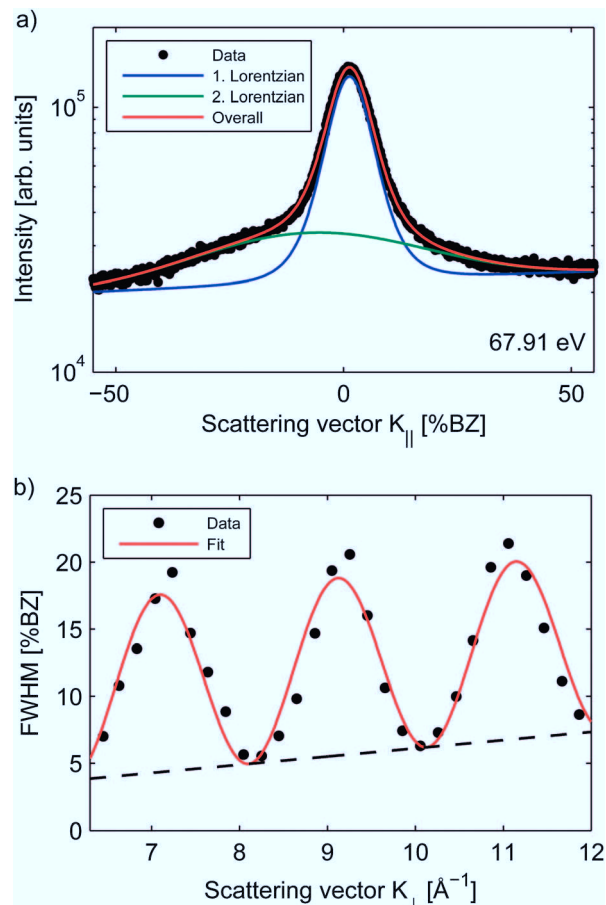 a)
Data
1. Lorentzian
2. Lorentzian
Overall
Intensity [arb. units]
10^5
10^4
67.91 eV
−50
0
50
Scattering vector K_|| [%BZ]
b)
Data
Fit
FWHM [%BZ]
25
20
15
10
5
0
7
8
9
10
11
12
Scattering vector K_⊥ [Å^−1]